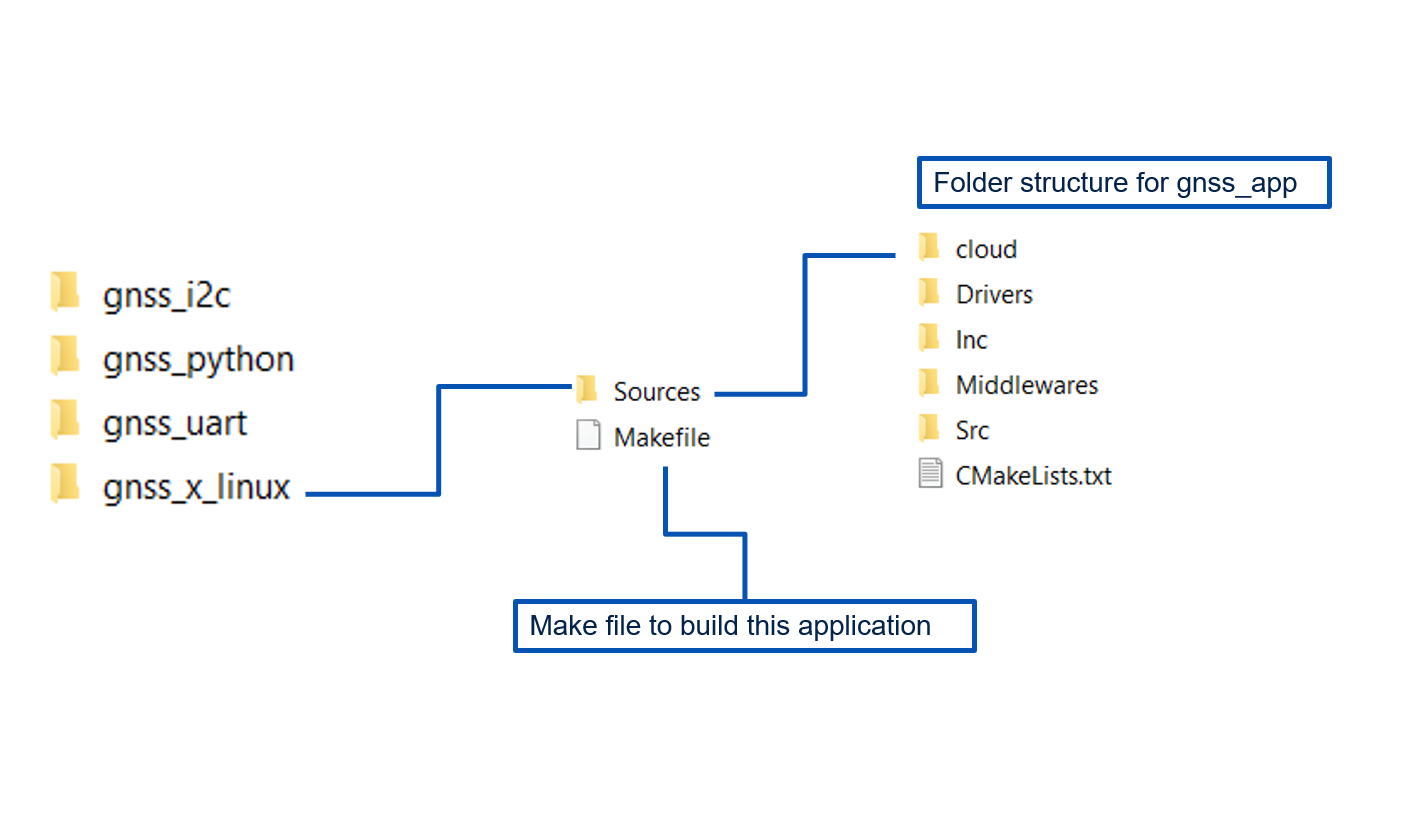 gnss_i2c
gnss_python
gnss_uart
gnss_x_linux
Sources
Makefile
Make file to build this application
Folder structure for gnss_app
cloud
Drivers
Inc
Middlewares
Src
CMakeLists.txt